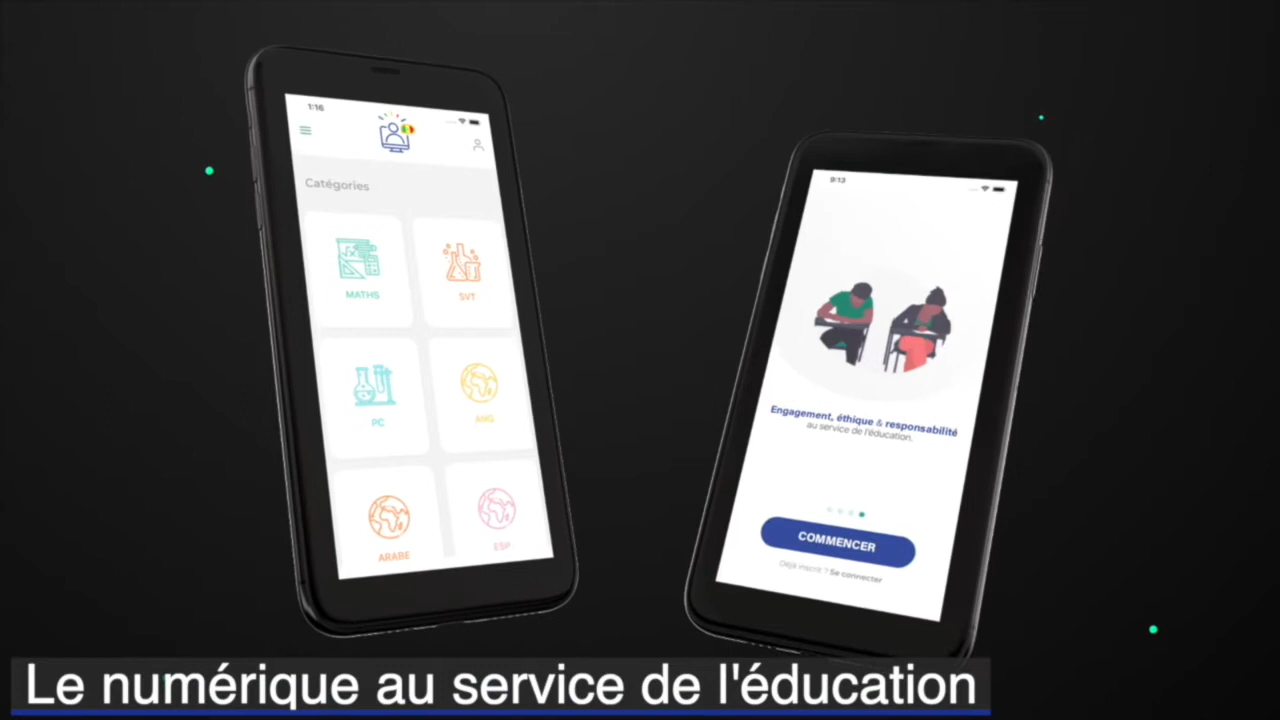 1:16
Catégories
MATHS
SVT
PC
ANG
ARABE
ESP
9/13
Engagement, éthique & responsabilité
au service de l'éducation.
COMMENCER
Déjà inscrit ? Se connecter
Le numérique au service de l'éducation